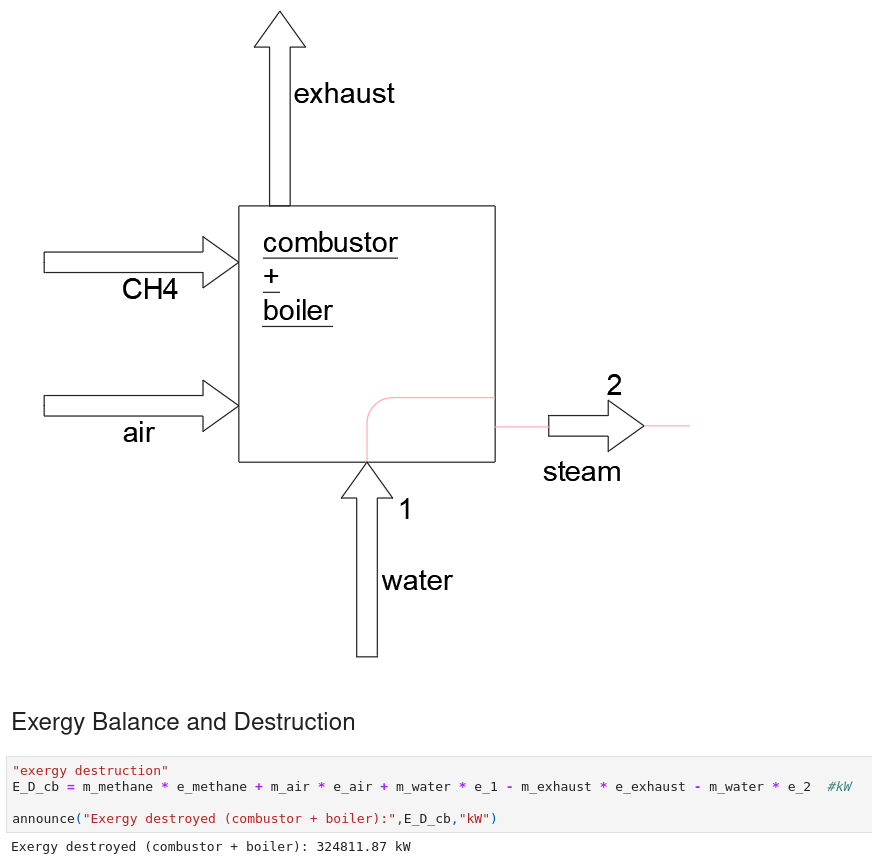 exhaust
combustor
+
boiler
CH4
air
2
steam
1
water
Exergy Balance and Destruction
"exergy destruction"
E_D_cb = m_methane * e_methane + m_air * e_air + m_water * e_1 - m_exhaust * e_exhaust - m_water * e_2  #kW
announce("Exergy destroyed (combustor + boiler):",E_D_cb,"kW")
Exergy destroyed (combustor + boiler): 324811.87 kW